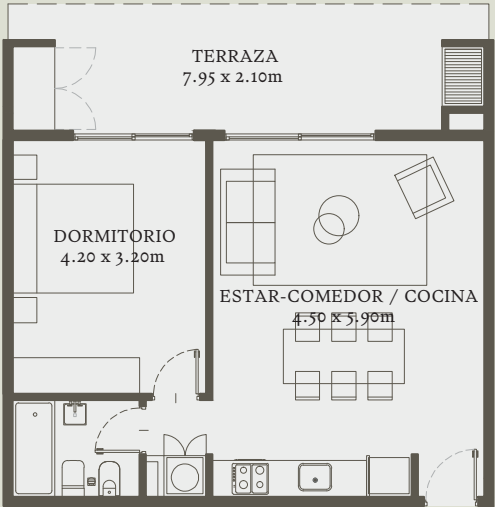 TERRAZA
7.95 x 2.10m
DORMITORIO
4.20 x 3.20m
ESTAR-COMEDOR / COCINA
4.50 x 5.90m